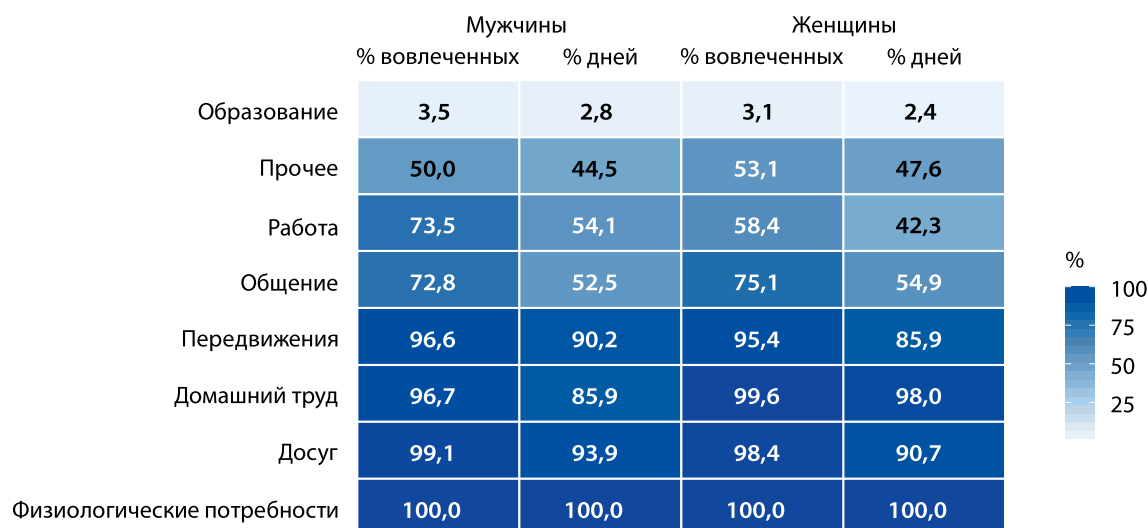 Мужчины Женщины
% вовлеченных % дней % вовлеченных % дней
Образование 3,5 2,8 3,1 2,4
Прочее 50,0 44,5 53,1 47,6
Работа 73,5 54,1 58,4 42,3
Общение 72,8 52,5 75,1 54,9
Передвижения 96,6 90,2 95,4 85,9
Домашний труд 96,7 85,9 99,6 98,0
Досуг 99,1 93,9 98,4 90,7
Физиологические потребности 100,0 100,0 100,0 100,0
%
100
75
50
25